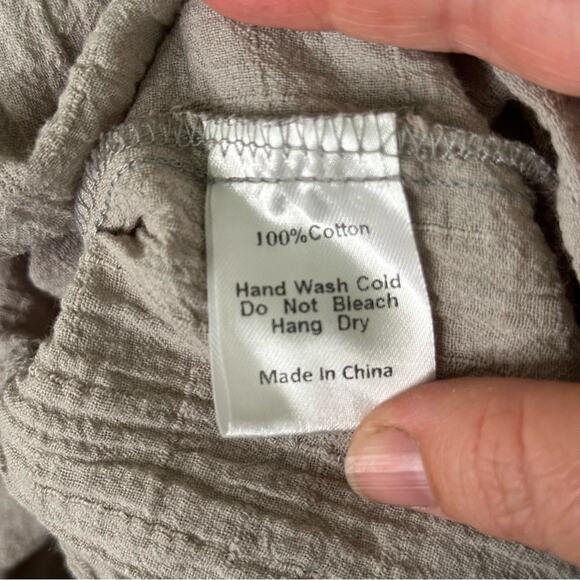 100%Cotton
Hand Wash Cold
Do Not Bleach
Hang Dry
Made In China